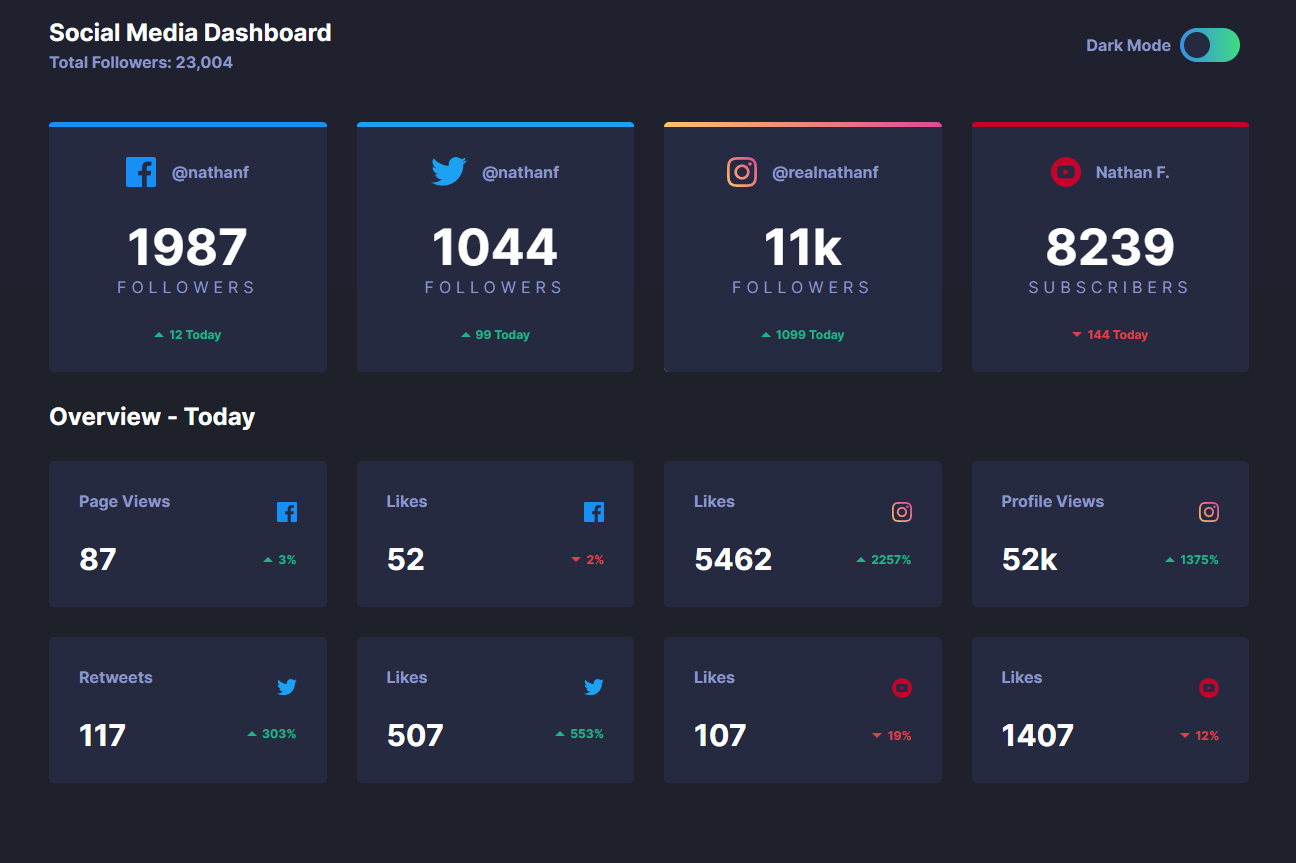 Social Media Dashboard
Total Followers: 23,004
Dark Mode
@nathanf
1987
FOLLOWERS
12 Today
@nathanf
1044
FOLLOWERS
99 Today
@realnathanf
11k
FOLLOWERS
1099 Today
Nathan F.
8239
SUBSCRIBERS
144 Today
Overview - Today
Page Views
87
3%
Likes
52
2%
Likes
5462
2257%
Profile Views
52k
1375%
Retweets
117
303%
Likes
507
553%
Likes
107
19%
Likes
1407
12%